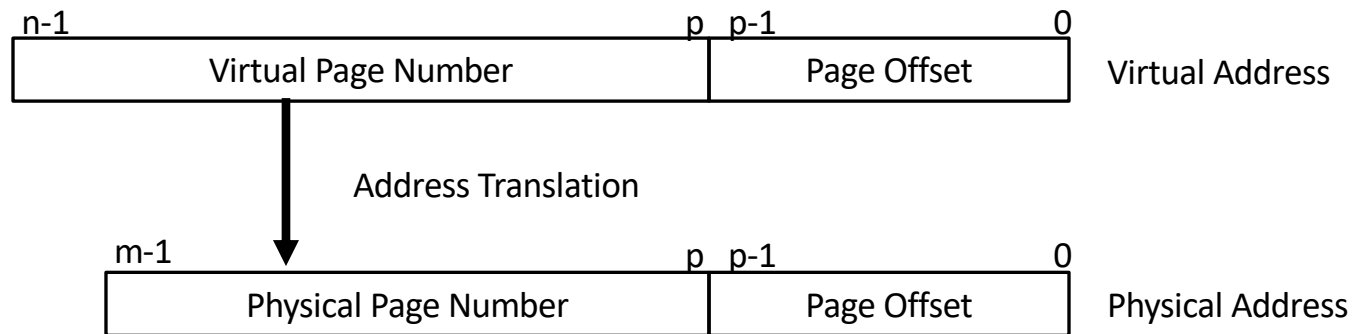 n-1 p p-1 0
Virtual Page Number Page Offset Virtual Address
Address Translation
m-1 p p-1 0
Physical Page Number Page Offset Physical Address